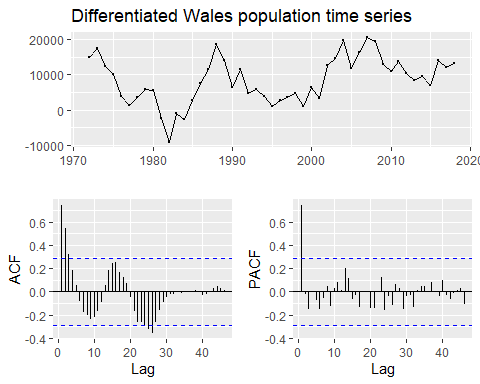 Differentiated Wales population time series
20000
10000
0
-10000
1970 1980 1990 2000 2010 2020
0.6
0.4
0.2
0.0
-0.2
-0.4
ACF
0 10 20 30 40
Lag
0.6
0.4
0.2
0.0
-0.2
-0.4
PACF
0 10 20 30 40
Lag